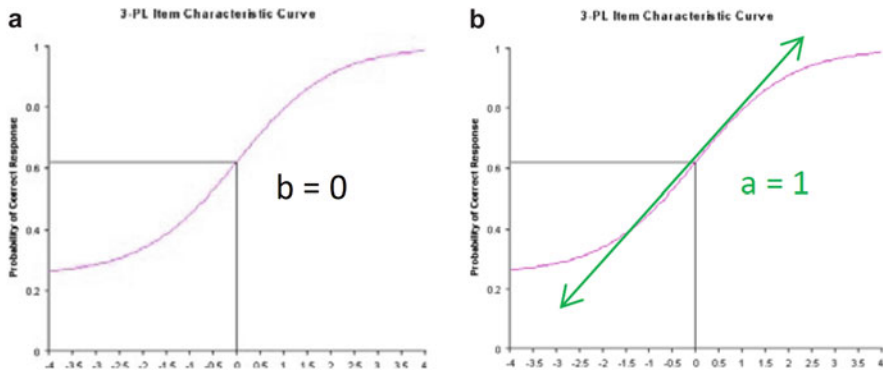 a
3-PL Item Characteristic Curve
Probability of Correct Response
1
0.8
0.6
0.4
0.2
0
b = 0
-4 -3.5 -3 -2.5 -2 -1.5 -1 -0.5 0 0.5 1 1.5 2 2.5 3 3.5 4
b
3-PL Item Characteristic Curve
Probability of Correct Response
1
0.8
0.6
0.4
0.2
0
a = 1
-4 -3.5 -3 -2.5 -2 -1.5 -1 -0.5 0 0.5 1 1.5 2 2.5 3 3.5 4